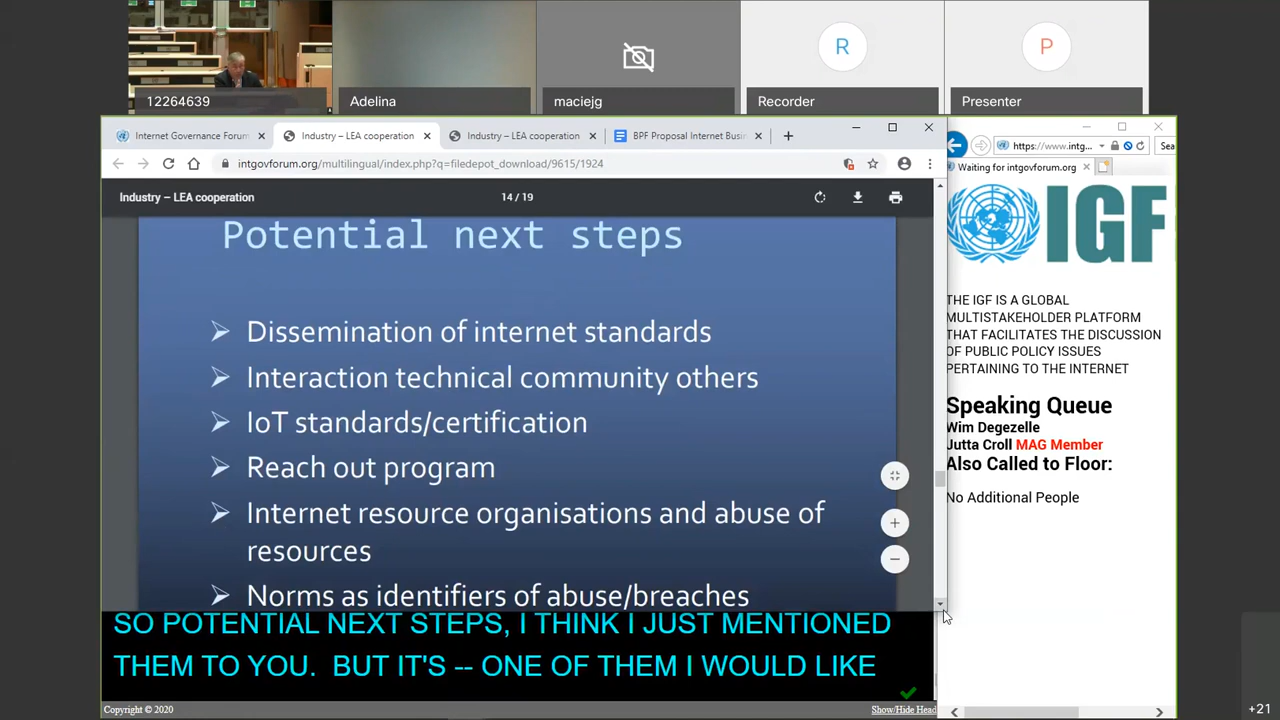 12264639
Adelina
maciejg
R
Recorder
P
Presenter
Internet Governance Forum
Industry – LEA cooperation
Industry – LEA cooperation
BPF Proposal Internet Busi
intgovforum.org/multilingual/index.php?q=filedepot_download/9615/1924
Industry – LEA cooperation
14 / 19
Potential next steps
Dissemination of internet standards
Interaction technical community others
IoT standards/certification
Reach out program
Internet resource organisations and abuse of
resources
Norms as identifiers of abuse/breaches
SO POTENTIAL NEXT STEPS, I THINK I JUST MENTIONED
THEM TO YOU. BUT IT'S -- ONE OF THEM I WOULD LIKE
Copyright © 2020
Show/Hide Head
https://www.intg...
Sea
Waiting for intgovforum.org
IGF
THE IGF IS A GLOBAL
MULTISTAKEHOLDER PLATFORM
THAT FACILITATES THE DISCUSSION
OF PUBLIC POLICY ISSUES
PERTAINING TO THE INTERNET
Speaking Queue
Wim Degezelle
Jutta Croll MAG Member
Also Called to Floor:
No Additional People
+21